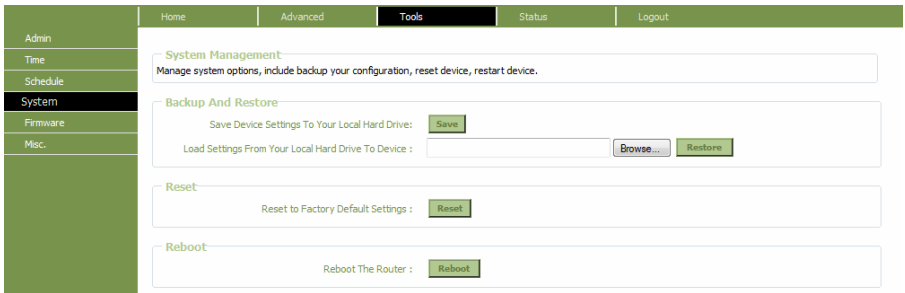 Home Advanced Tools Status Logout
Admin
Time
Schedule
System
Firmware
Misc.
System Management
Manage system options, include backup your configuration, reset device, restart device.
Backup And Restore
Save Device Settings To Your Local Hard Drive: Save
Load Settings From Your Local Hard Drive To Device : Browse... Restore
Reset
Reset to Factory Default Settings : Reset
Reboot
Reboot The Router : Reboot